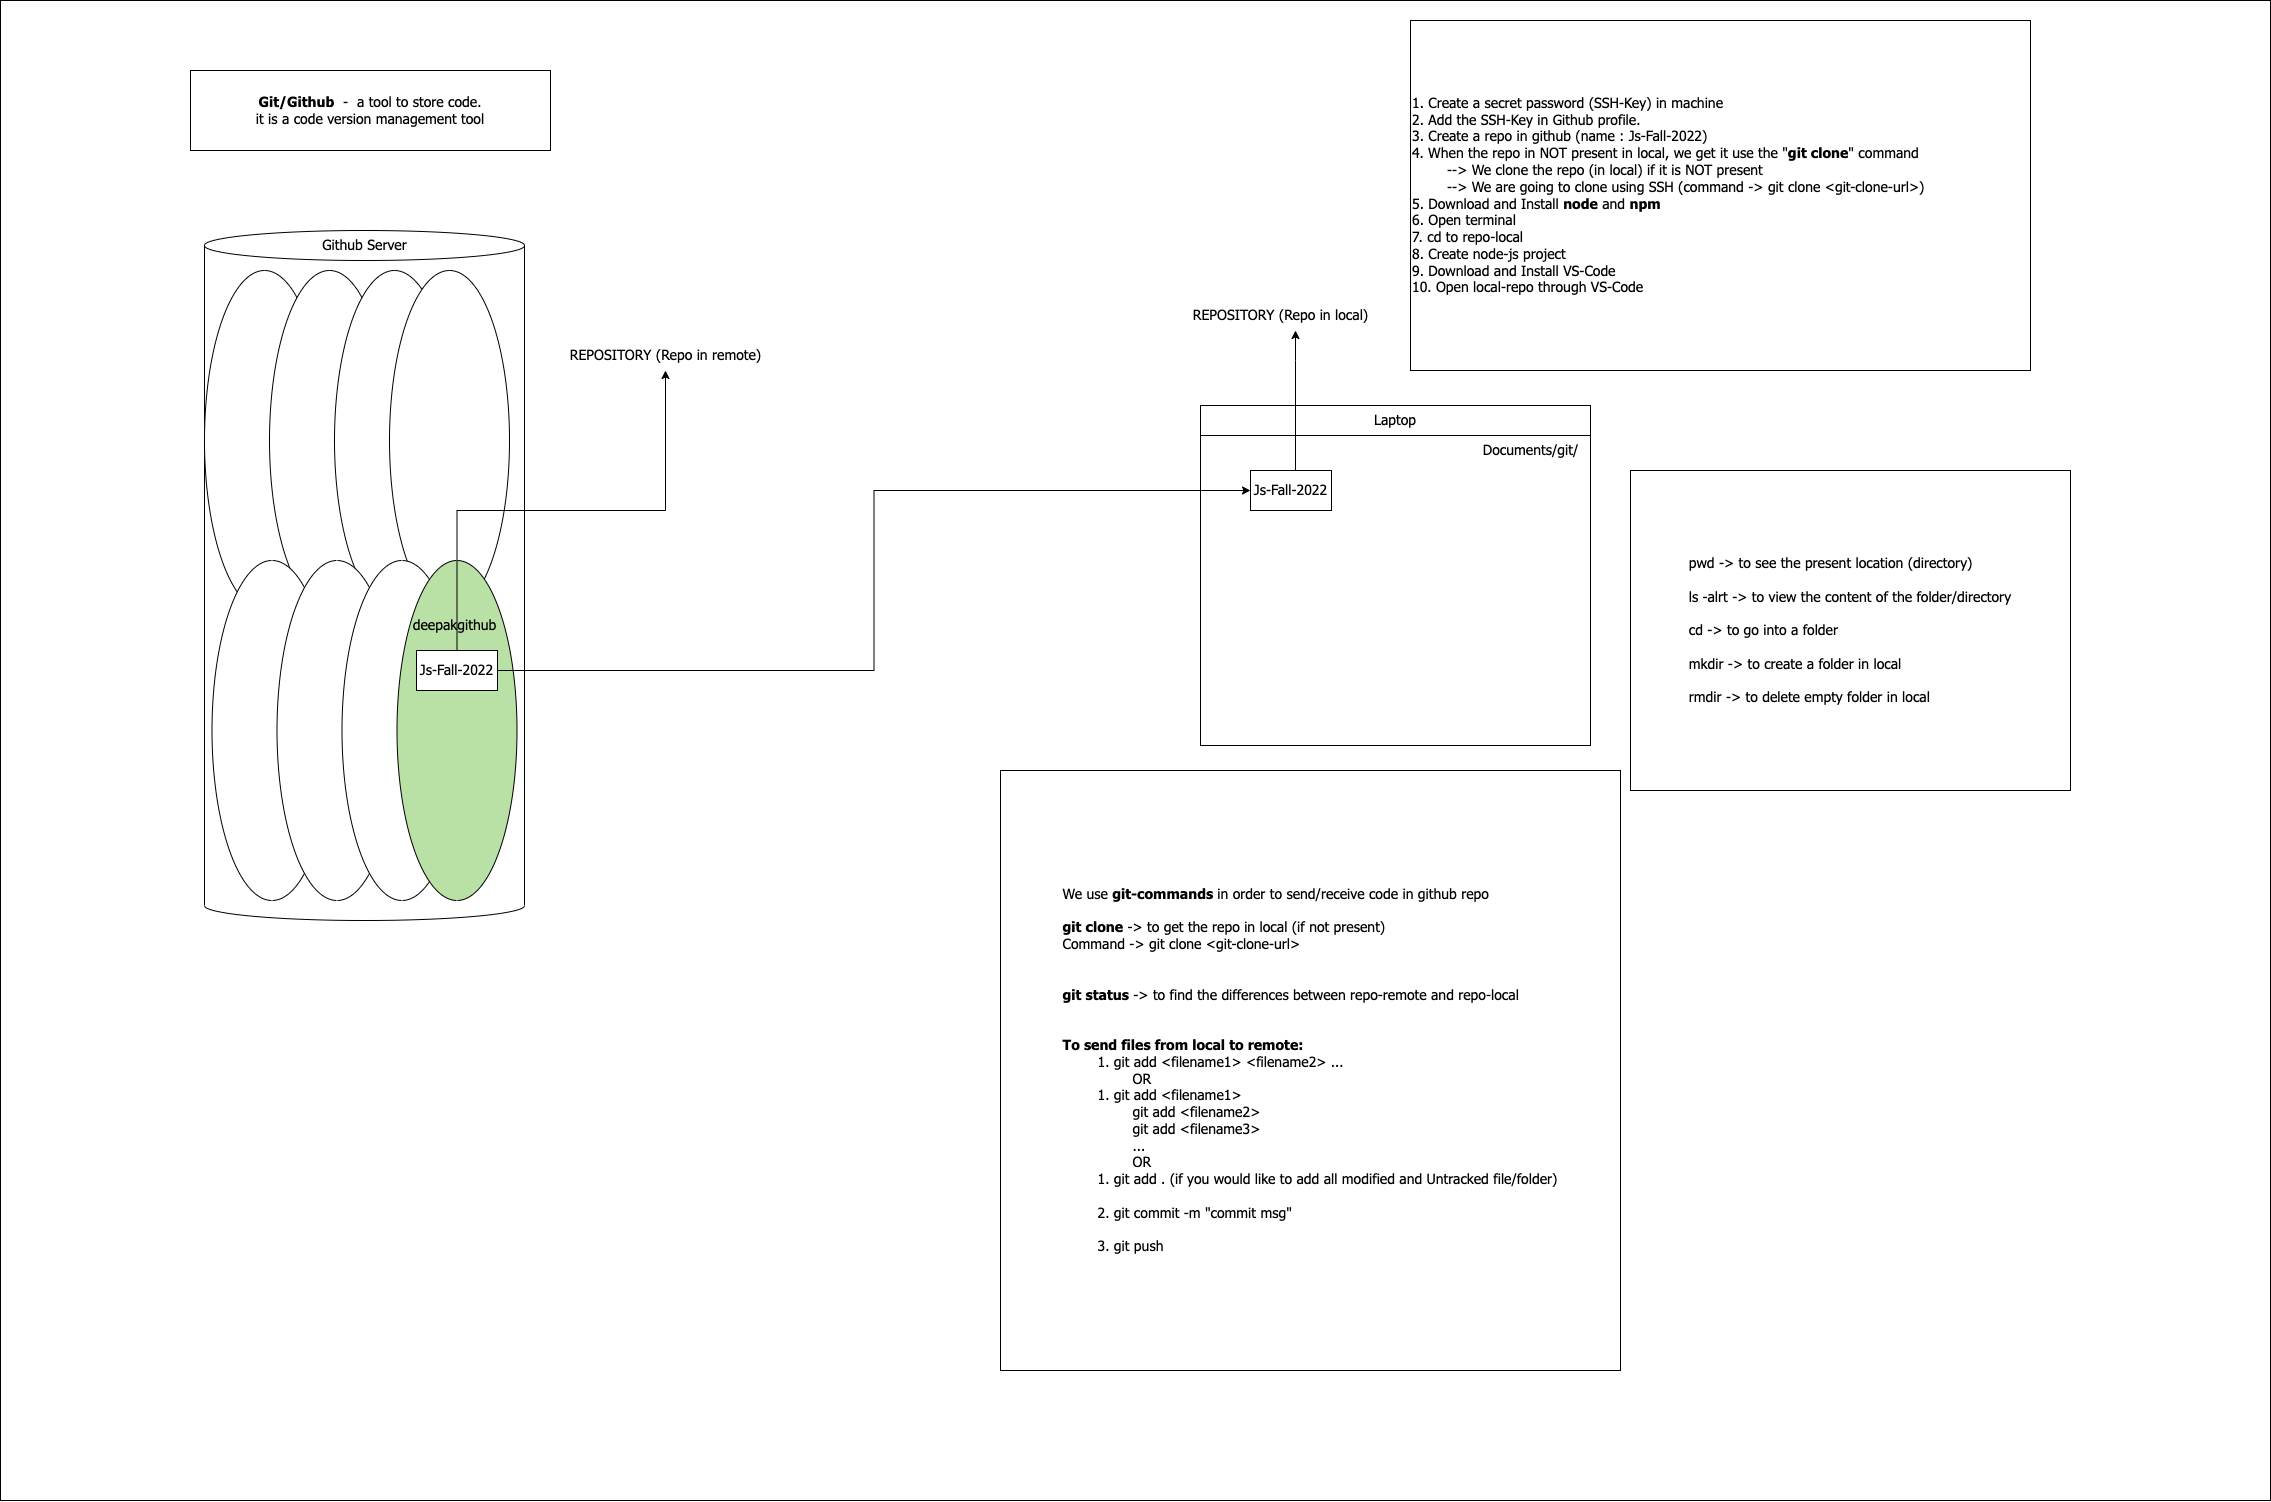 Git/Github  -  a tool to store code.
it is a code version management tool
Github Server
REPOSITORY (Repo in remote)
deepakgithub
Js-Fall-2022
REPOSITORY (Repo in local)
Laptop
Documents/git/
Js-Fall-2022
1. Create a secret password (SSH-Key) in machine
2. Add the SSH-Key in Github profile.
3. Create a repo in github (name : Js-Fall-2022)
4. When the repo in NOT present in local, we get it use the "git clone" command
--> We clone the repo (in local) if it is NOT present
--> We are going to clone using SSH (command -> git clone <git-clone-url>)
5. Download and Install node and npm
6. Open terminal
7. cd to repo-local
8. Create node-js project
9. Download and Install VS-Code
10. Open local-repo through VS-Code
pwd -> to see the present location (directory)
ls -alrt -> to view the content of the folder/directory
cd -> to go into a folder
mkdir -> to create a folder in local
rmdir -> to delete empty folder in local
We use git-commands in order to send/receive code in github repo
git clone -> to get the repo in local (if not present)
Command -> git clone <git-clone-url>
git status -> to find the differences between repo-remote and repo-local
To send files from local to remote:
1. git add <filename1> <filename2> ...
OR
1. git add <filename1>
git add <filename2>
git add <filename3>
...
OR
1. git add . (if you would like to add all modified and Untracked file/folder)
2. git commit -m "commit msg"
3. git push